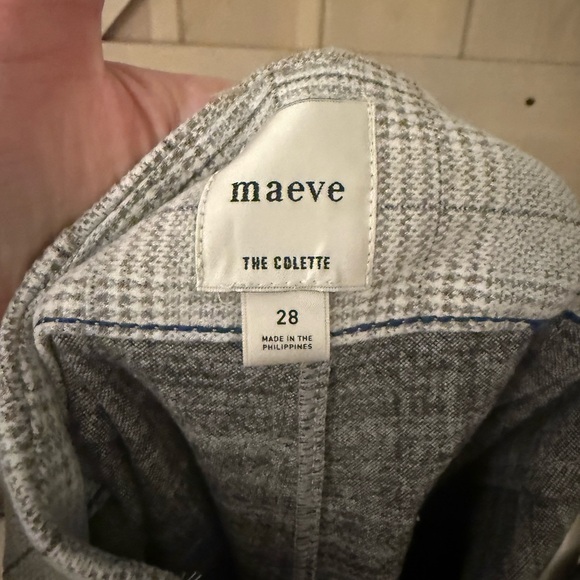 maeve
THE COLETTE
28
MADE IN THE
PHILIPPINES